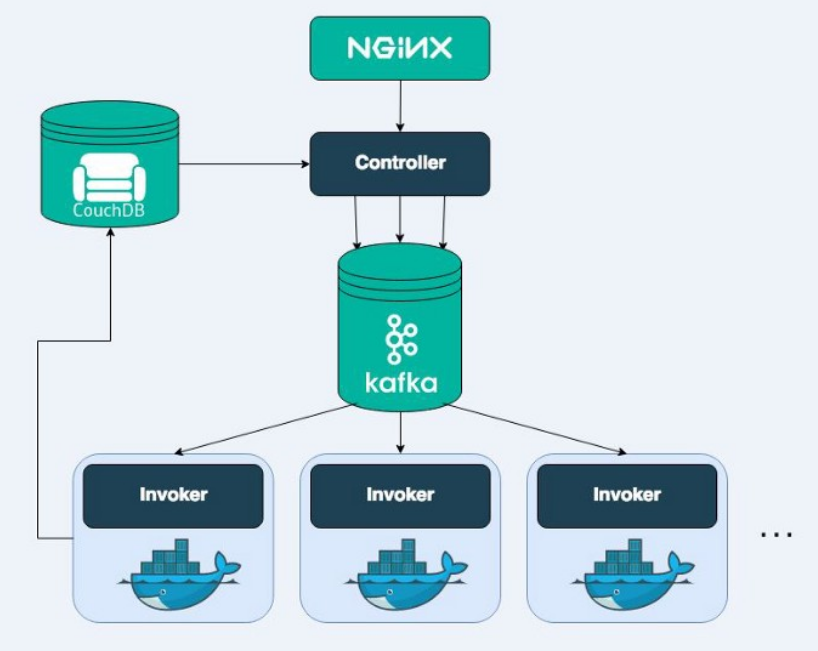 NGINX
Controller
CouchDB
kafka
Invoker
Invoker
Invoker
...